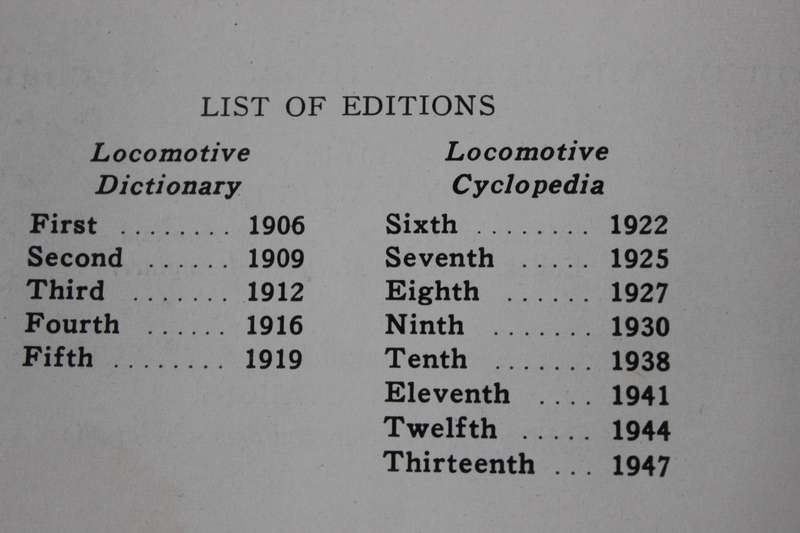 LIST OF EDITIONS
Locomotive
Dictionary
First ........ 1906
Second ...... 1909
Third ....... 1912
Fourth ...... 1916
Fifth ........ 1919
Locomotive
Cyclopedia
Sixth ........ 1922
Seventh ..... 1925
Eighth ...... 1927
Ninth ....... 1930
Tenth ....... 1938
Eleventh .... 1941
Twelfth ..... 1944
Thirteenth ... 1947